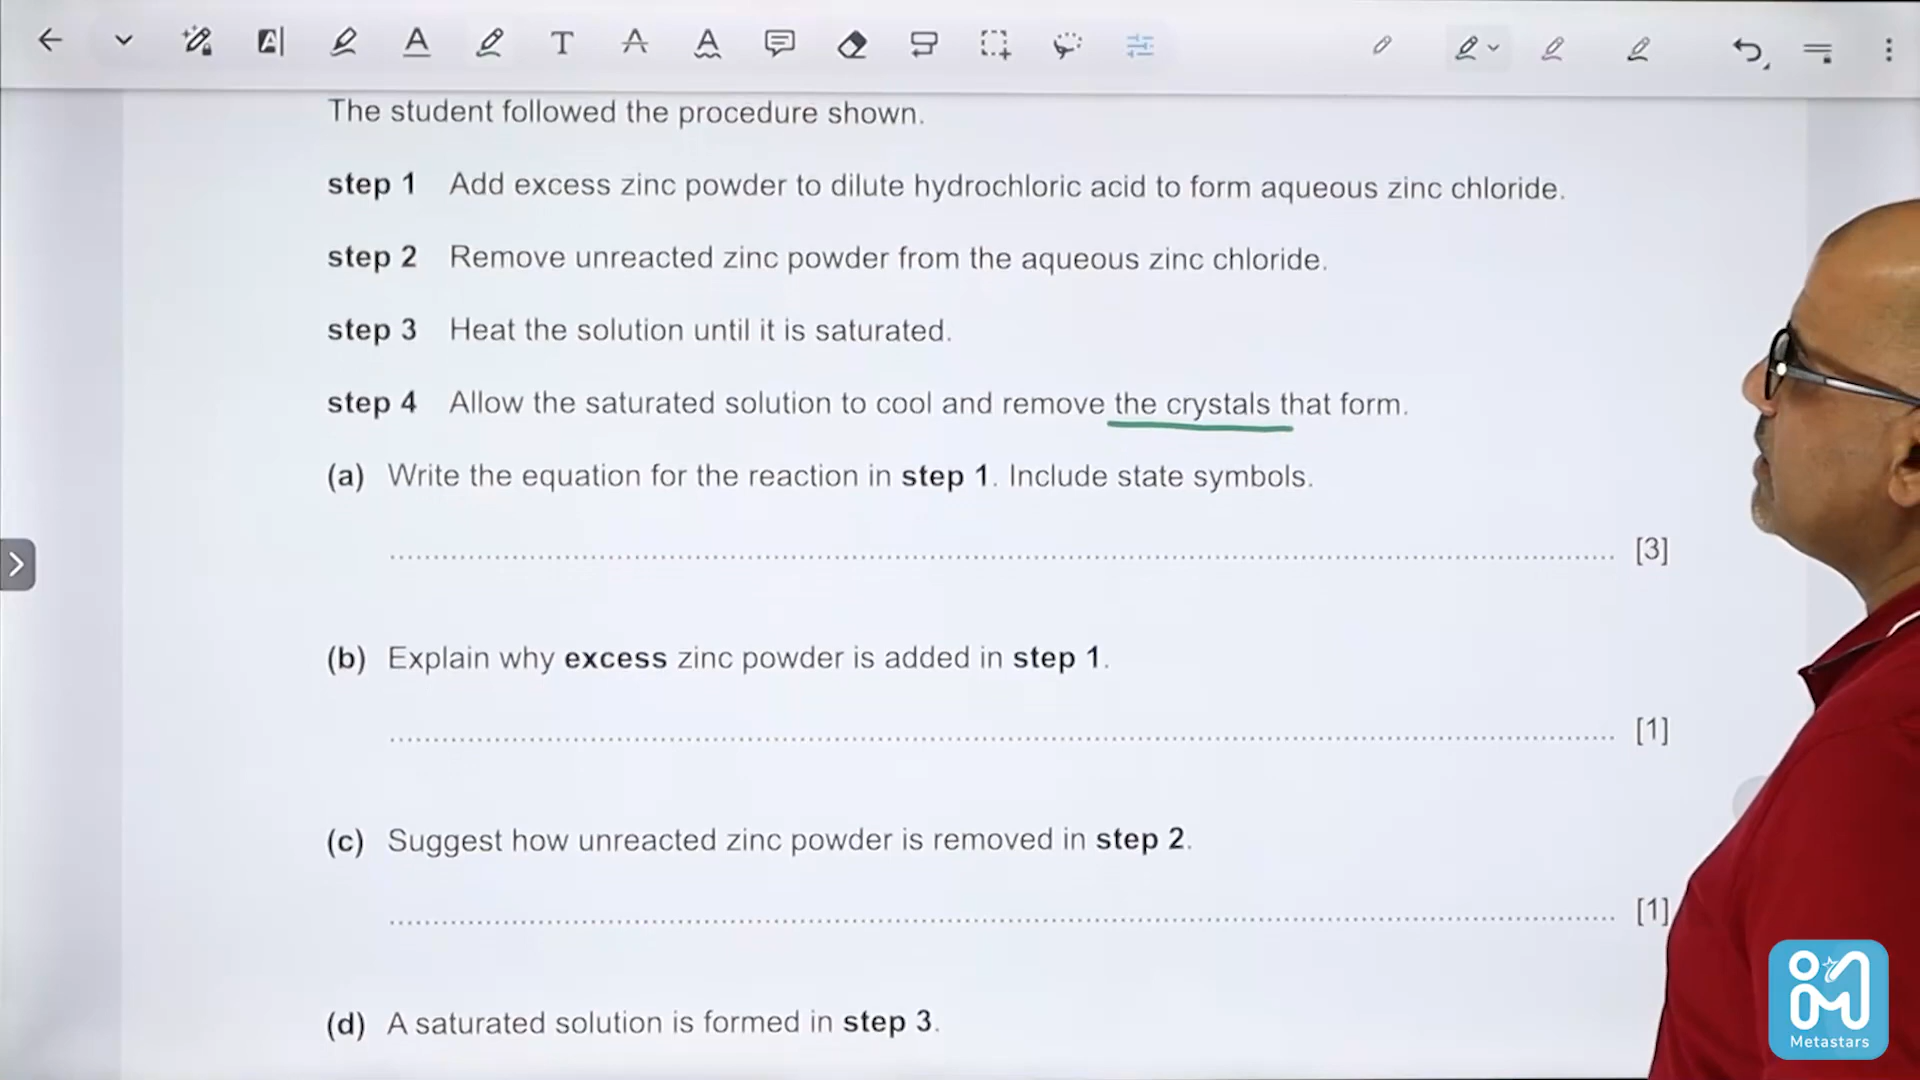 The student followed the procedure shown.
step 1 Add excess zinc powder to dilute hydrochloric acid to form aqueous zinc chloride.
step 2 Remove unreacted zinc powder from the aqueous zinc chloride.
step 3 Heat the solution until it is saturated.
step 4 Allow the saturated solution to cool and remove the crystals that form.
(a) Write the equation for the reaction in step 1. Include state symbols.
[3]
(b) Explain why excess zinc powder is added in step 1.
[1]
(c) Suggest how unreacted zinc powder is removed in step 2.
[1]
(d) A saturated solution is formed in step 3.
Metastars